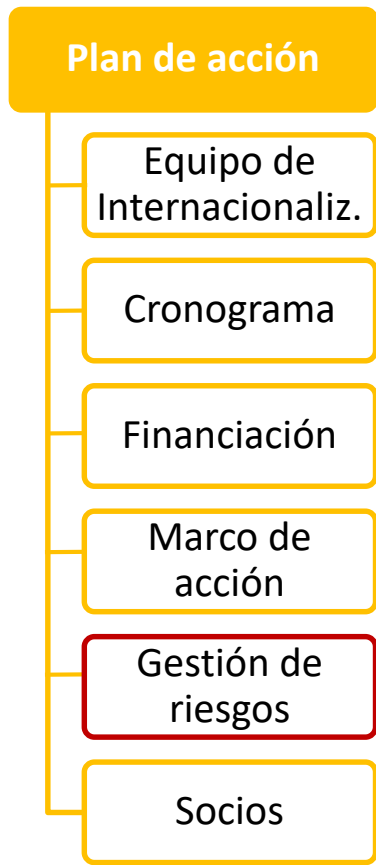 Plan de acción
Equipo de
Internacionaliz.
Cronograma
Financiación
Marco de
acción
Gestión de
riesgos
Socios